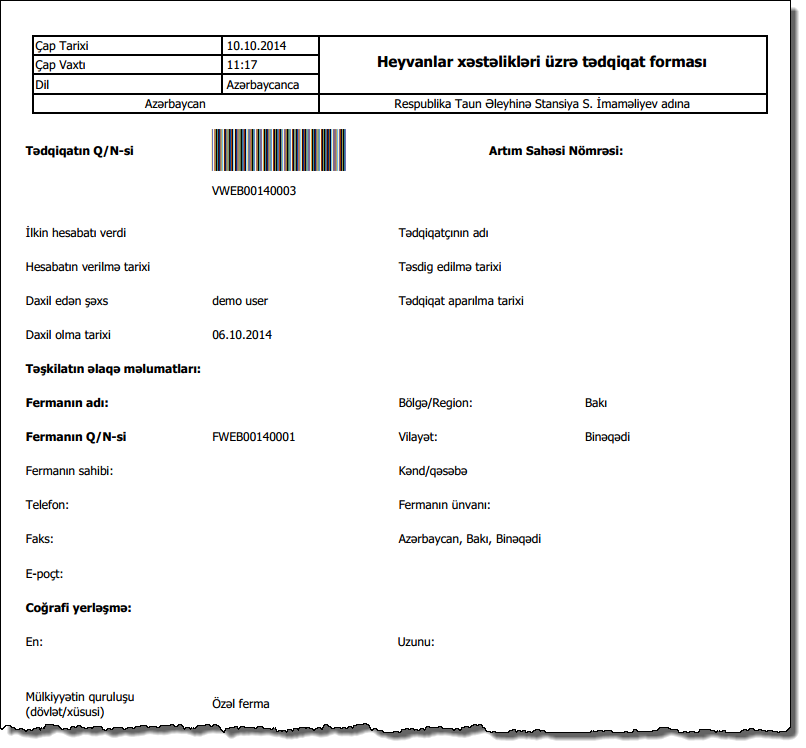 Çap Tarixi 10.10.2014
Çap Vaxtı 11:17
Dil Azərbaycanca
Heyvanlar xəstəlikləri üzrə tədqiqat forması
Azərbaycan Respublika Taun Əleyhinə Stansiya S. İmaməliyev adına
Tədqiqatın Q/N-si Artım Sahəsi Nömrəsi:
VWEB00140003
İlkin hesabatı verdi Tədqiqatçının adı
Hesabatın verilmə tarixi Təsdig edilmə tarixi
Daxil edən şəxs demo user Tədqiqat aparılma tarixi
Daxil olma tarixi 06.10.2014
Təşkilatın əlaqə məlumatları:
Fermanın adı: Bölgə/Region: Bakı
Fermanın Q/N-si FWEB00140001 Vilayət: Binəqədi
Fermanın sahibi: Kənd/qəsəbə
Telefon: Fermanın ünvanı:
Faks: Azərbaycan, Bakı, Binəqədi
E-poçt:
Coğrafi yerləşmə:
En: Uzunu:
Mülkiyyətin quruluşu
(dövlət/xüsusi) Özəl ferma